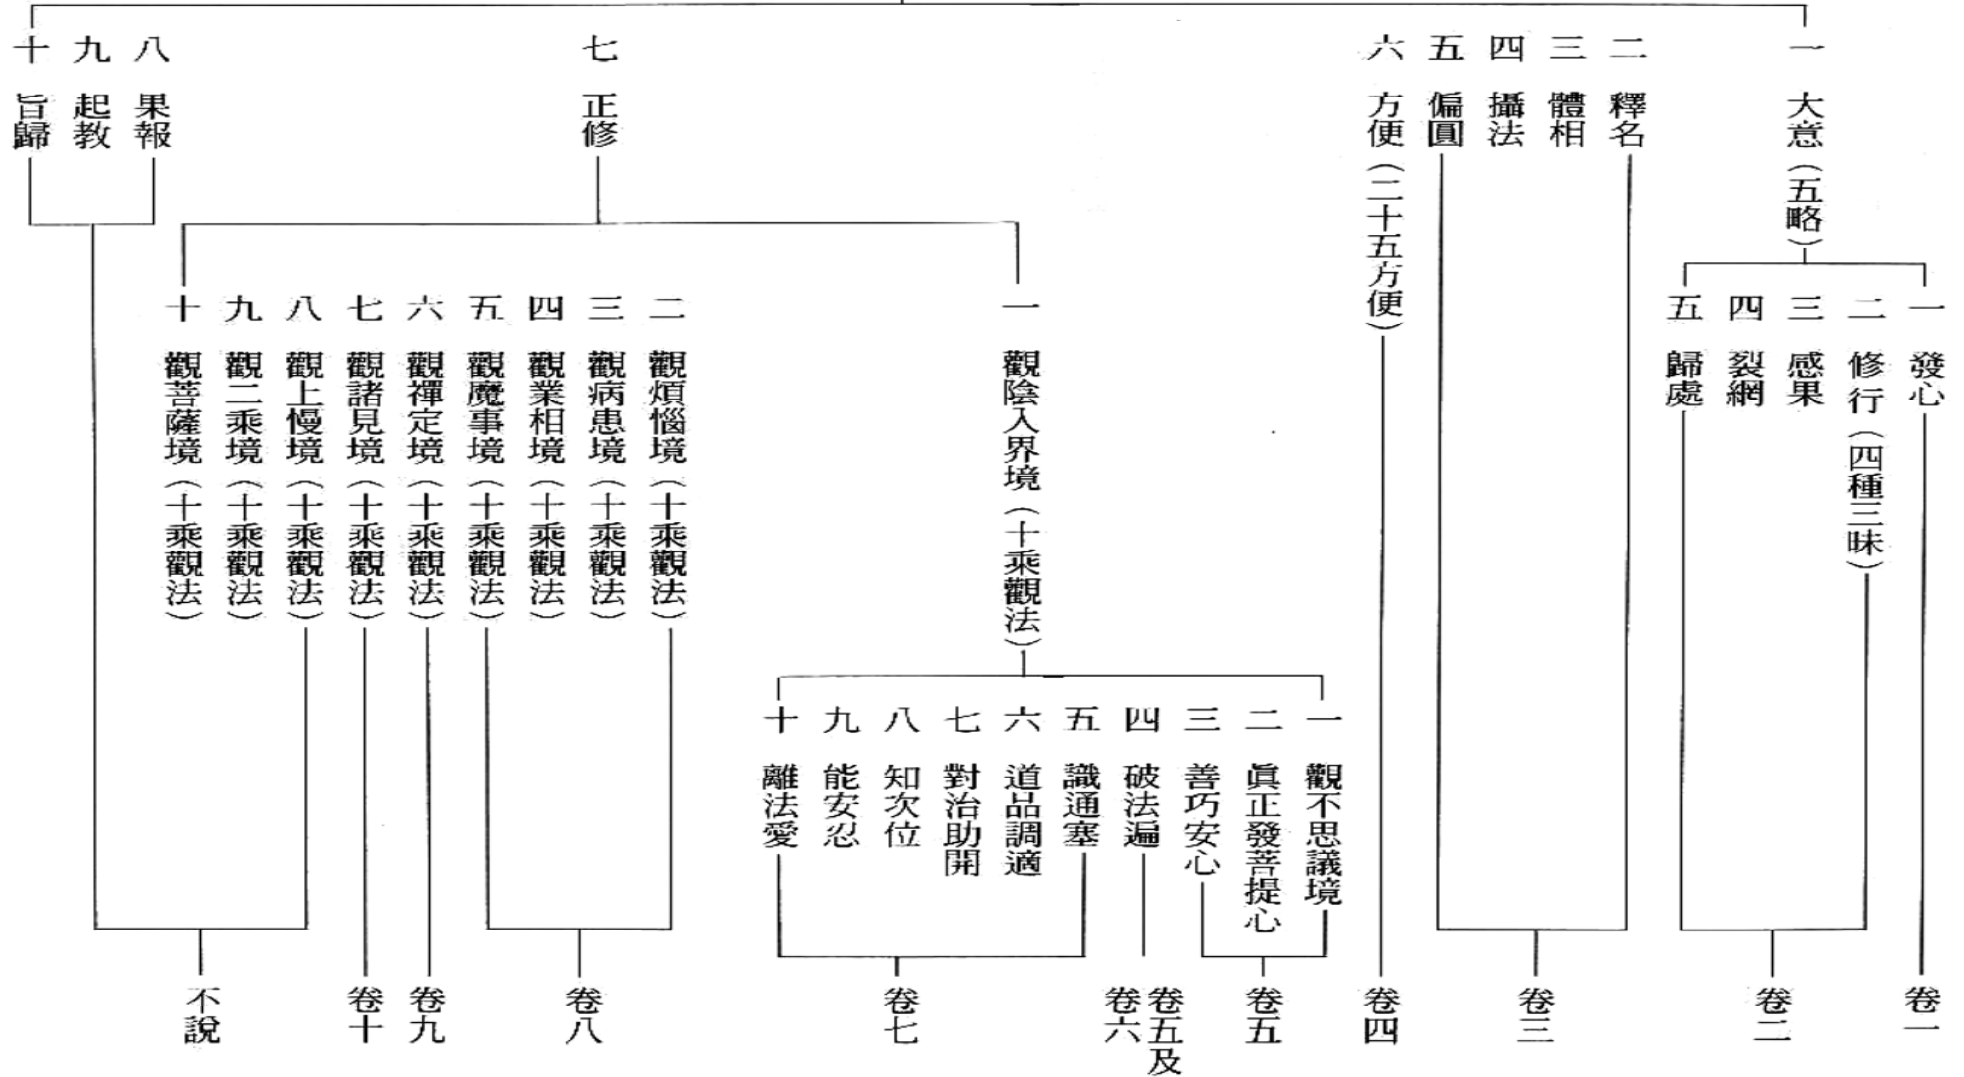 一 大意（五略）
二 釋名
三 體相
四 攝法
五 偏圓
六 方便（二十五方便）
七 正修
八 果報
九 起教
十 旨歸
一 發心
二 修行（四種三昧）
三 感果
四 裂網
五 歸處
一 觀陰入界境（十乘觀法）
二 觀煩惱境（十乘觀法）
三 觀病患境（十乘觀法）
四 觀業相境（十乘觀法）
五 觀魔事境（十乘觀法）
六 觀禪定境（十乘觀法）
七 觀諸見境（十乘觀法）
八 觀上慢境（十乘觀法）
九 觀二乘境（十乘觀法）
十 觀菩薩境（十乘觀法）
一 觀不思議境
二 眞正發菩提心
三 善巧安心
四 破法遍
五 識通塞
六 道品調適
七 對治助開
八 知次位
九 能安忍
十 離法愛
卷一
卷二
卷三
卷四
卷五
卷五及
卷六
卷七
卷八
卷九
卷十
不說